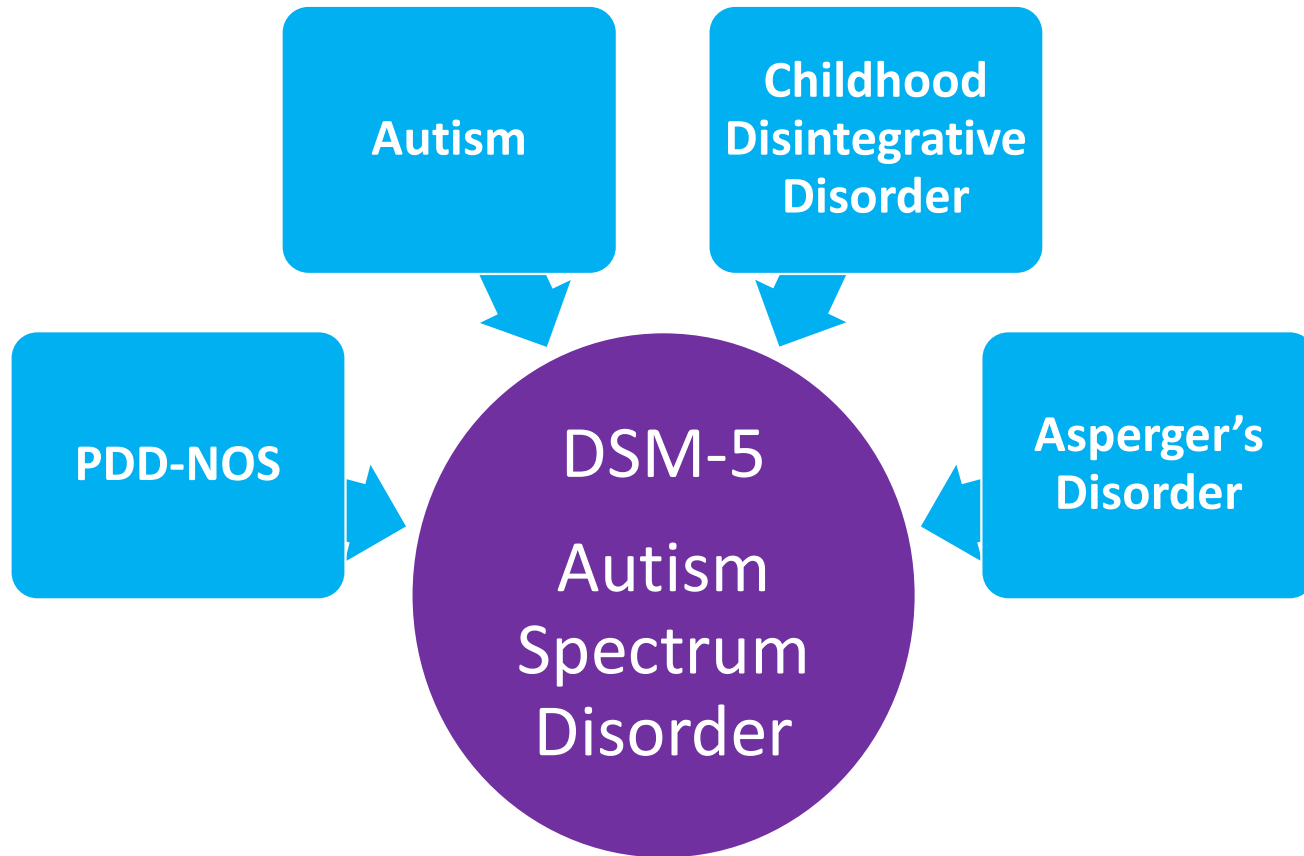 Autism
Childhood
Disintegrative
Disorder
PDD-NOS
Asperger’s
Disorder
DSM-5
Autism
Spectrum
Disorder